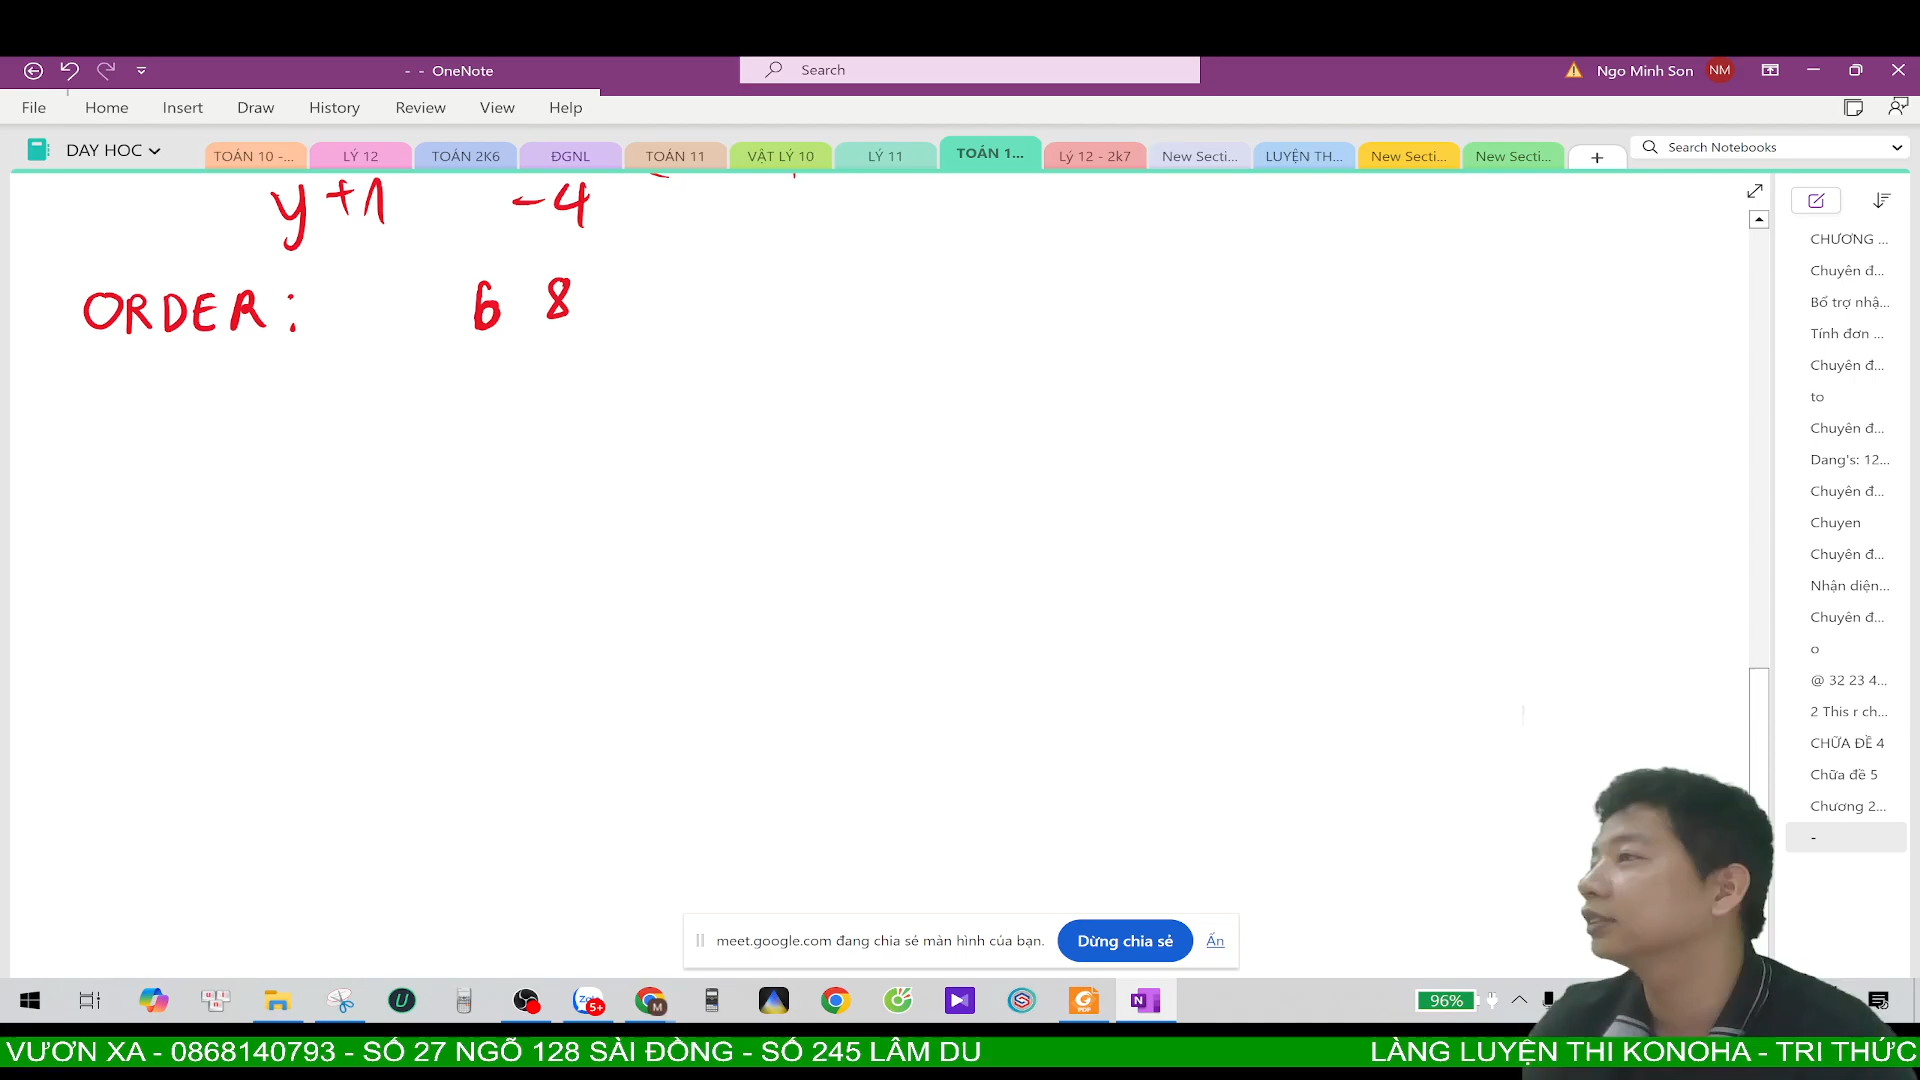 - - OneNote
Search
Ngo Minh Son
NM
File Home Insert Draw History Review View Help
DAY HOC
TOÁN 10 -...
LÝ 12
TOÁN 2K6
ĐGNL
TOÁN 11
VẬT LÝ 10
LÝ 11
TOÁN 1...
Lý 12 - 2k7
New Secti...
LUYỆN TH...
New Secti...
New Secti...
+
Search Notebooks
y+1 -4
ORDER: 6 8
CHƯƠNG ...
Chuyên đ...
Bổ trợ nhậ...
Tính đơn ...
Chuyên đ...
to
Chuyên đ...
Dang's: 12...
Chuyên đ...
Chuyen
Chuyên đ...
Nhận diện...
Chuyên đ...
o
@ 32 23 4...
2 This r ch...
CHỮA ĐỀ 4
Chữa đề 5
Chương 2...
-
meet.google.com đang chia sẻ màn hình của bạn.
Dừng chia sẻ
Ẩn
5+
M
96%
VƯƠN XA - 0868140793 - SỐ 27 NGÕ 128 SÀI ĐỒNG - SỐ 245 LÂM DU
LÀNG LUYỆN THI KONOHA - TRI THỨC